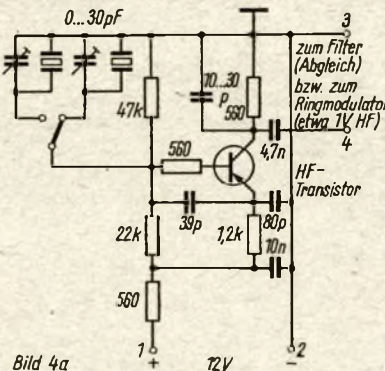 0...30pF
3
zum Filter
(Abgleich)
bzw. zum
Ringmodulator
(etwa 1V HF)
4
47k
10...30
p
560
4,7n
560
HF-
Transistor
39p
80p
22k
1,2k
10n
560
1
+
12V
2
−
Bild 4a